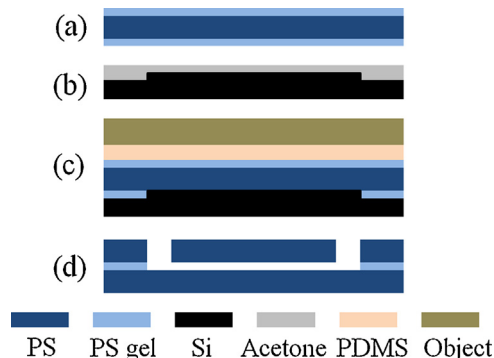 (a)
(b)
(c)
(d)
PS PS gel Si Acetone PDMS Object